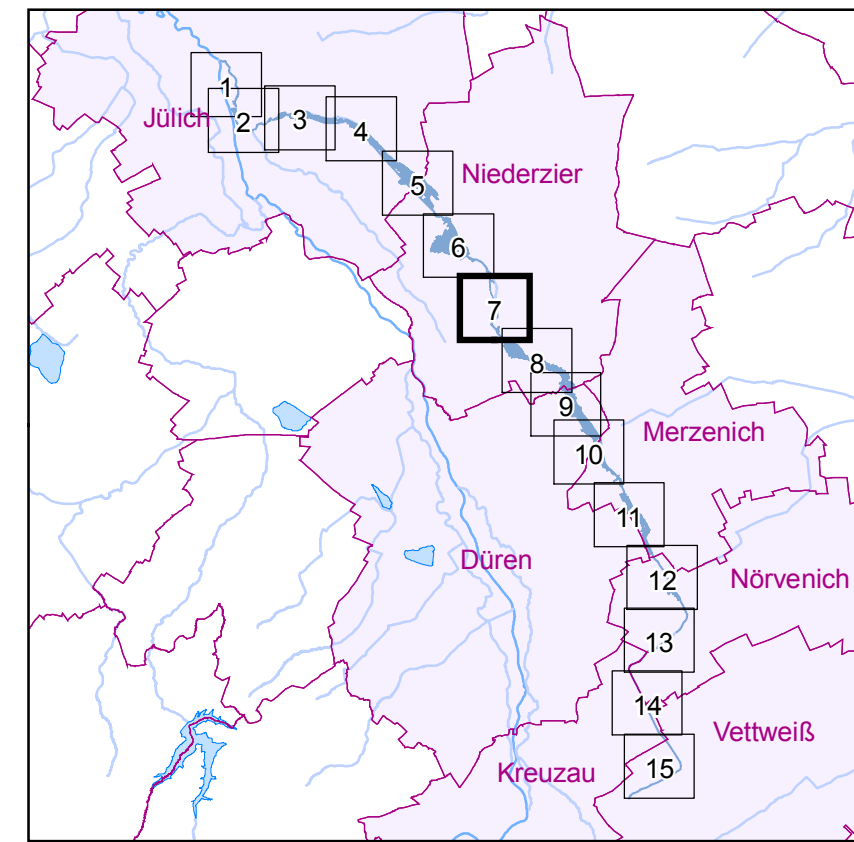 1
Jülich
2
3
4
5
Niederzier
6
7
8
9
Merzenich
10
11
Düren
12
Nörvenich
13
14
Vettweiß
Kreuzau
15